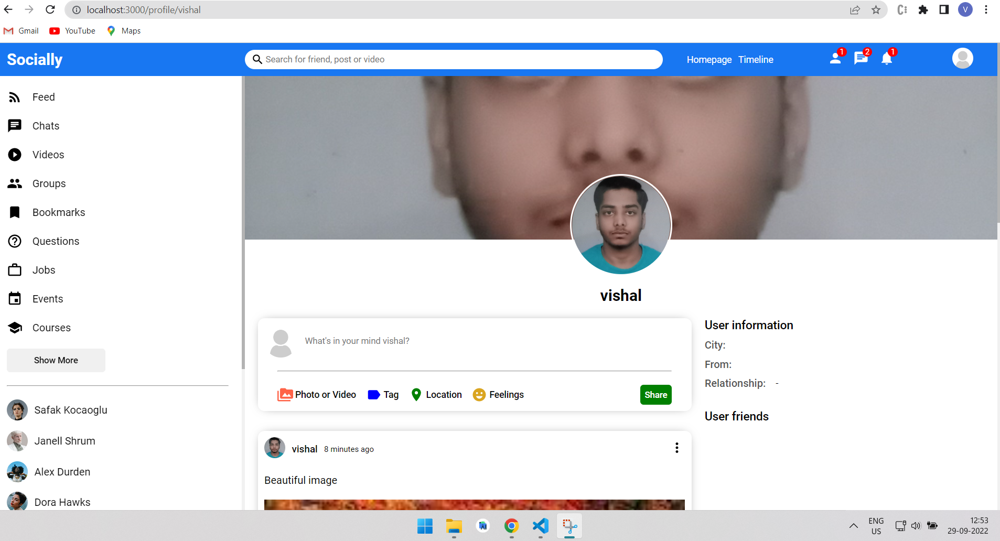 localhost:3000/profile/vishal
V
Gmail YouTube Maps
Socially
Search for friend, post or video
Homepage Timeline
1 2 1
Feed
Chats
Videos
Groups
Bookmarks
Questions
Jobs
Events
Courses
Show More
Safak Kocaoglu
Janell Shrum
Alex Durden
Dora Hawks
vishal
What's in your mind vishal?
Photo or Video Tag Location Feelings Share
vishal 8 minutes ago
Beautiful image
User information
City:
From:
Relationship: -
User friends
AI
ENG
US
12:53
29-09-2022